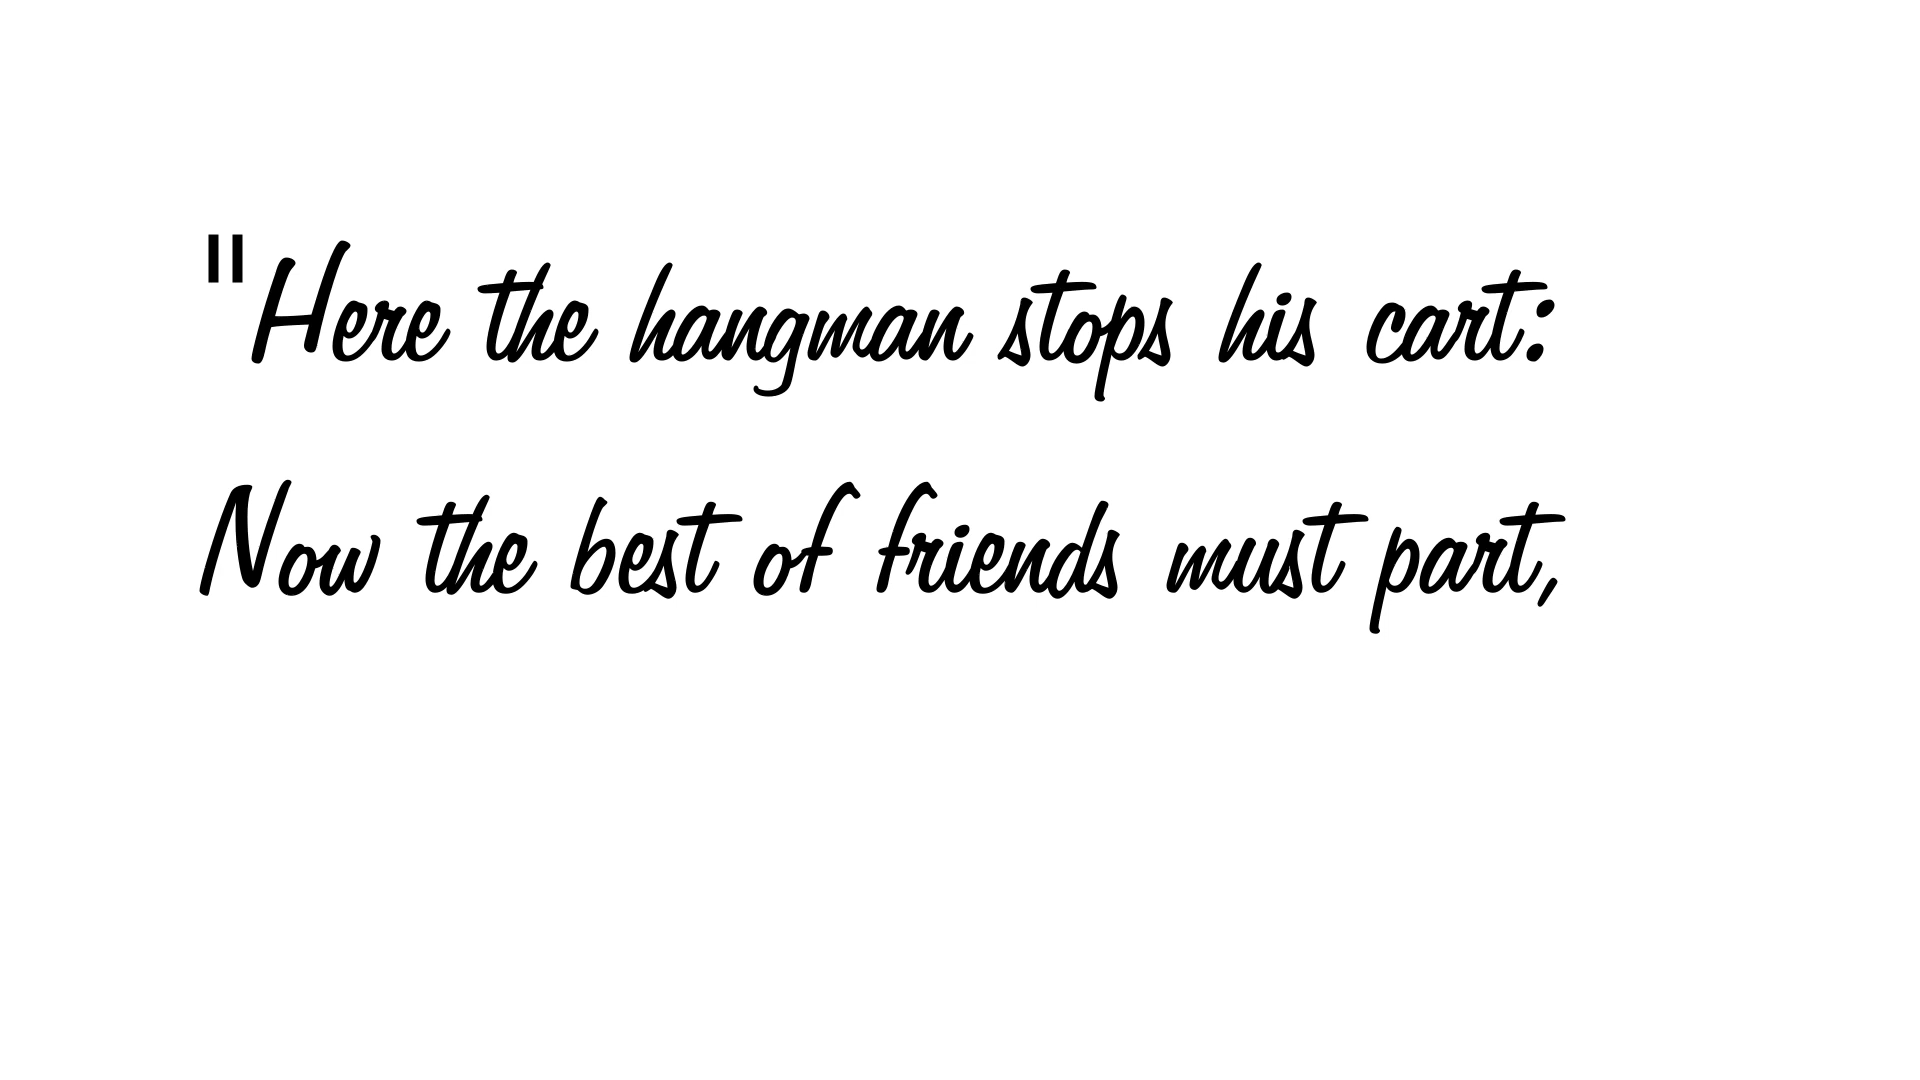 "Here the hangman stops his cart:
Now the best of friends must part,